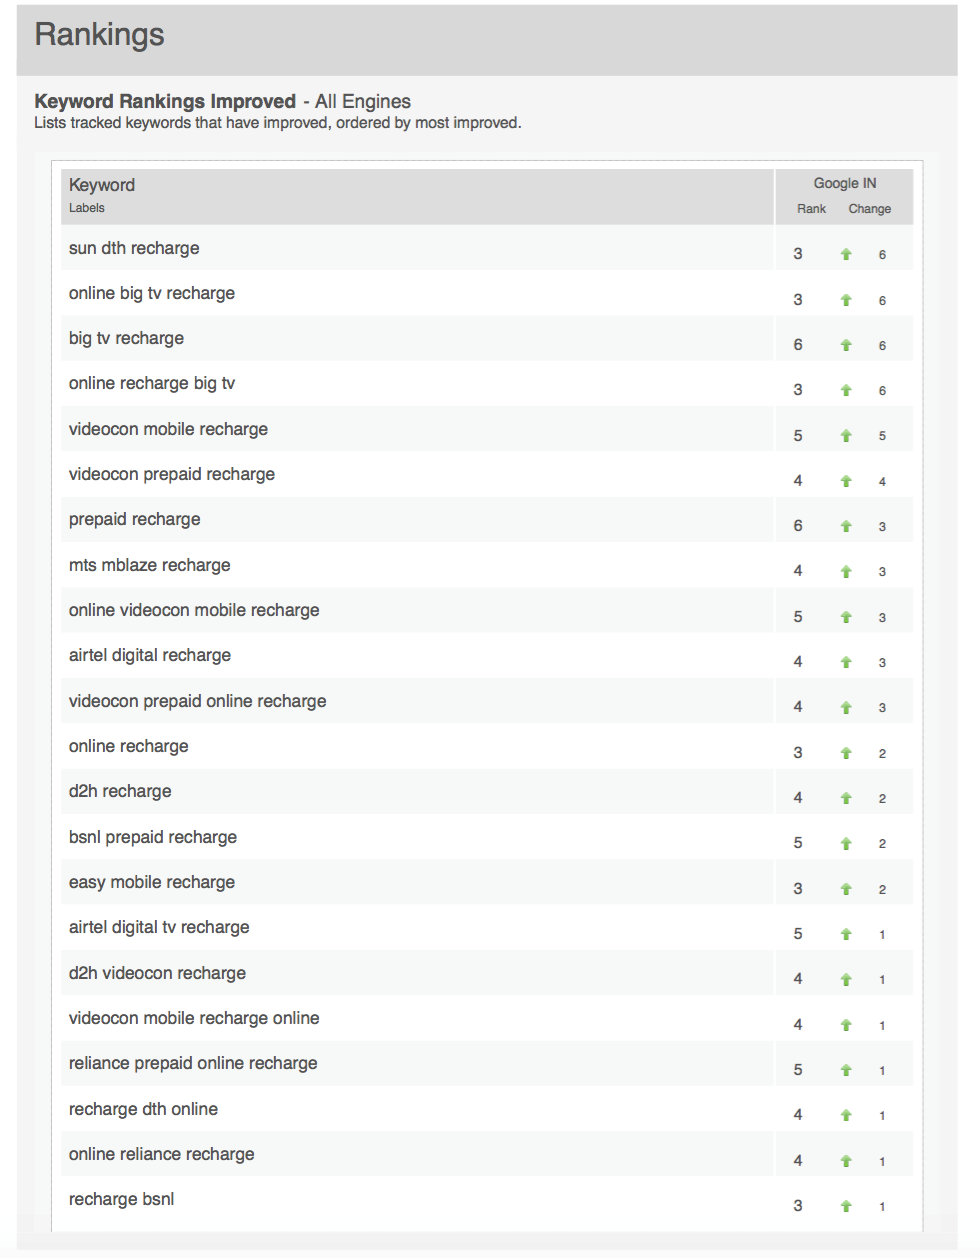 Rankings
Keyword Rankings Improved - All Engines
Lists tracked keywords that have improved, ordered by most improved.
Keyword Google IN
Labels Rank Change
sun dth recharge 3 6
online big tv recharge 3 6
big tv recharge 6 6
online recharge big tv 3 6
videocon mobile recharge 5 5
videocon prepaid recharge 4 4
prepaid recharge 6 3
mts mblaze recharge 4 3
online videocon mobile recharge 5 3
airtel digital recharge 4 3
videocon prepaid online recharge 4 3
online recharge 3 2
d2h recharge 4 2
bsnl prepaid recharge 5 2
easy mobile recharge 3 2
airtel digital tv recharge 5 1
d2h videocon recharge 4 1
videocon mobile recharge online 4 1
reliance prepaid online recharge 5 1
recharge dth online 4 1
online reliance recharge 4 1
recharge bsnl 3 1